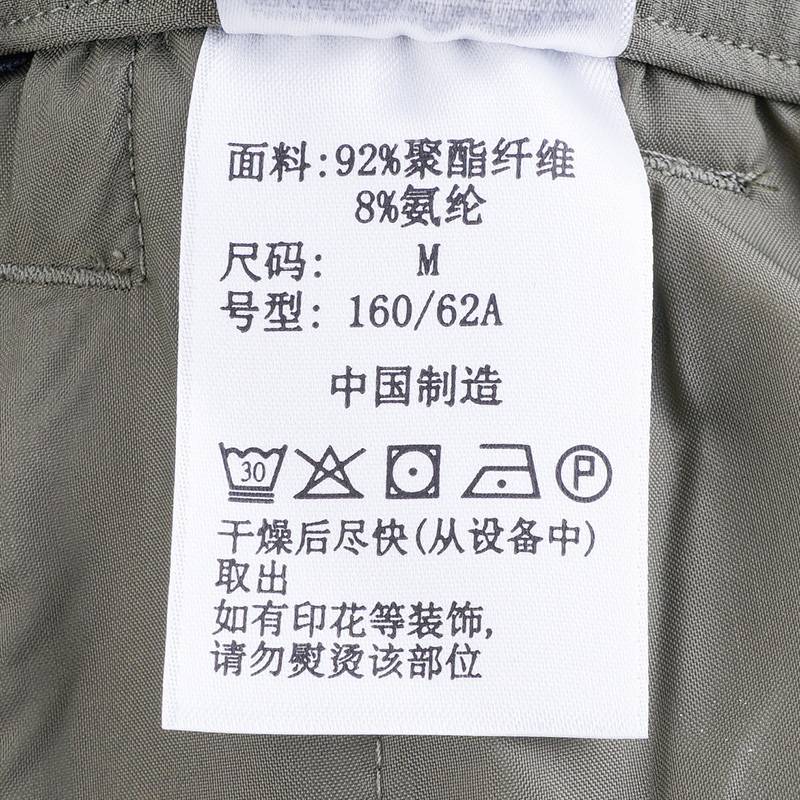 面料:92%聚酯纤维
8%氨纶
尺码: M
号型: 160/62A
中国制造
30 P
干燥后尽快(从设备中)
取出
如有印花等装饰,
请勿熨烫该部位